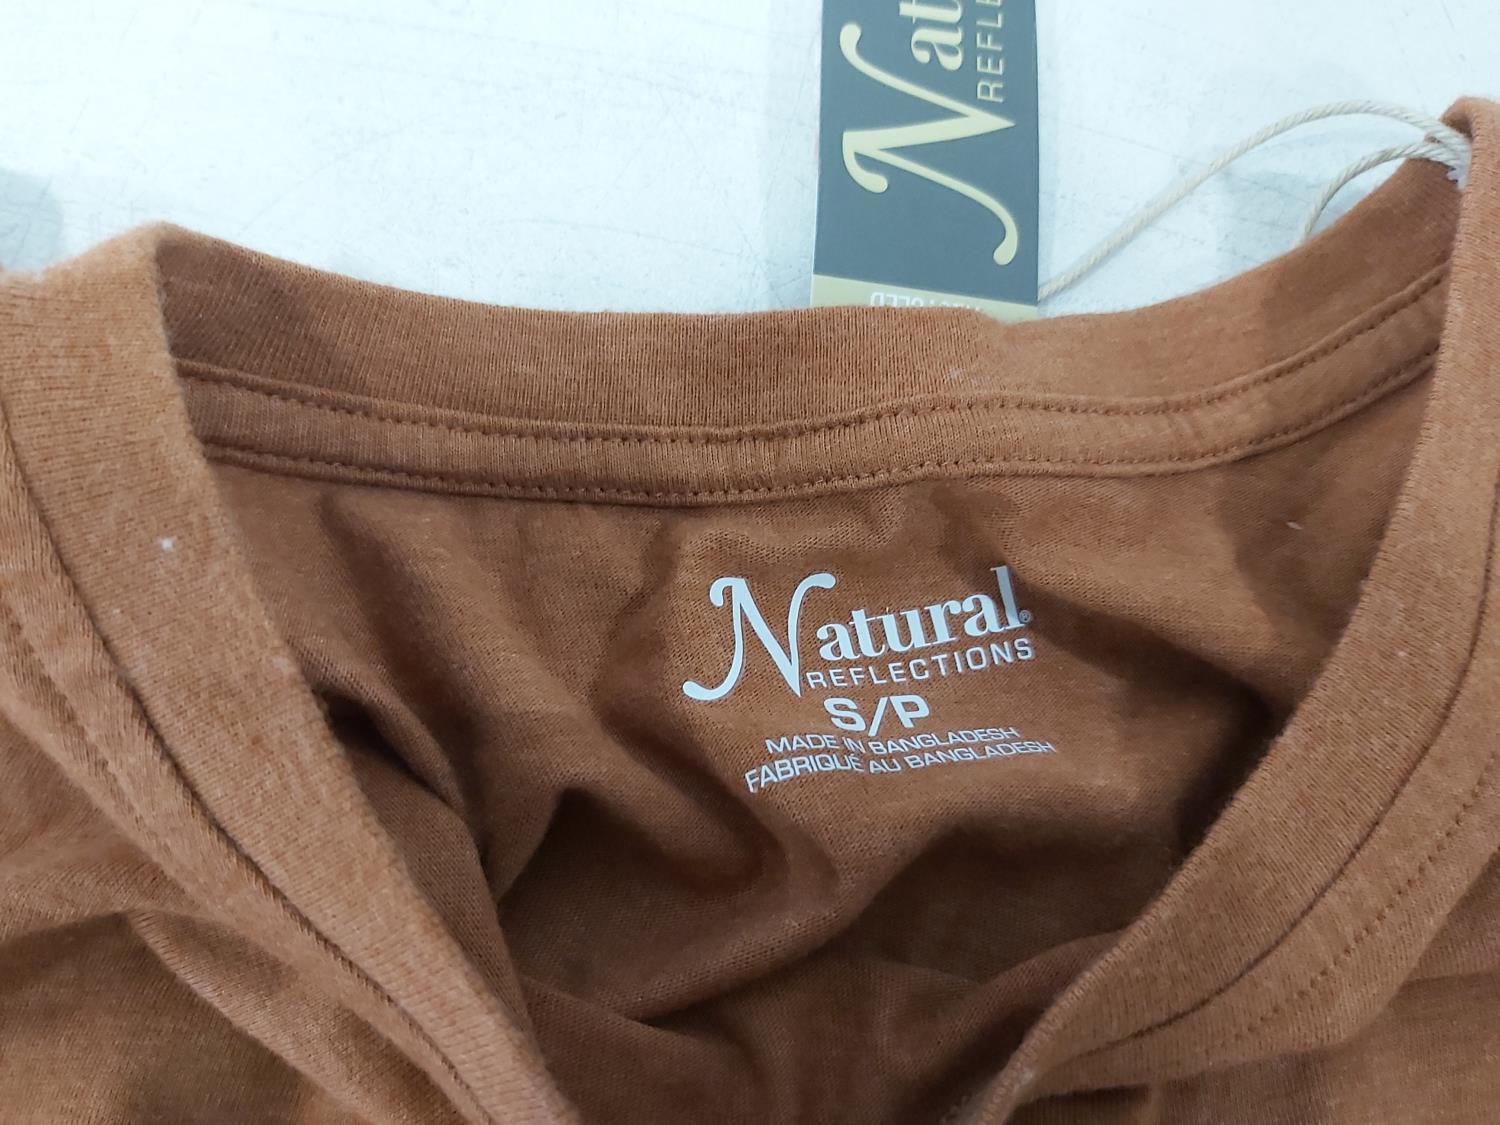 Nat
REFLE
Natural®
REFLECTIONS
S/P
MADE IN BANGLADESH
FABRIQUÉ AU BANGLADESH